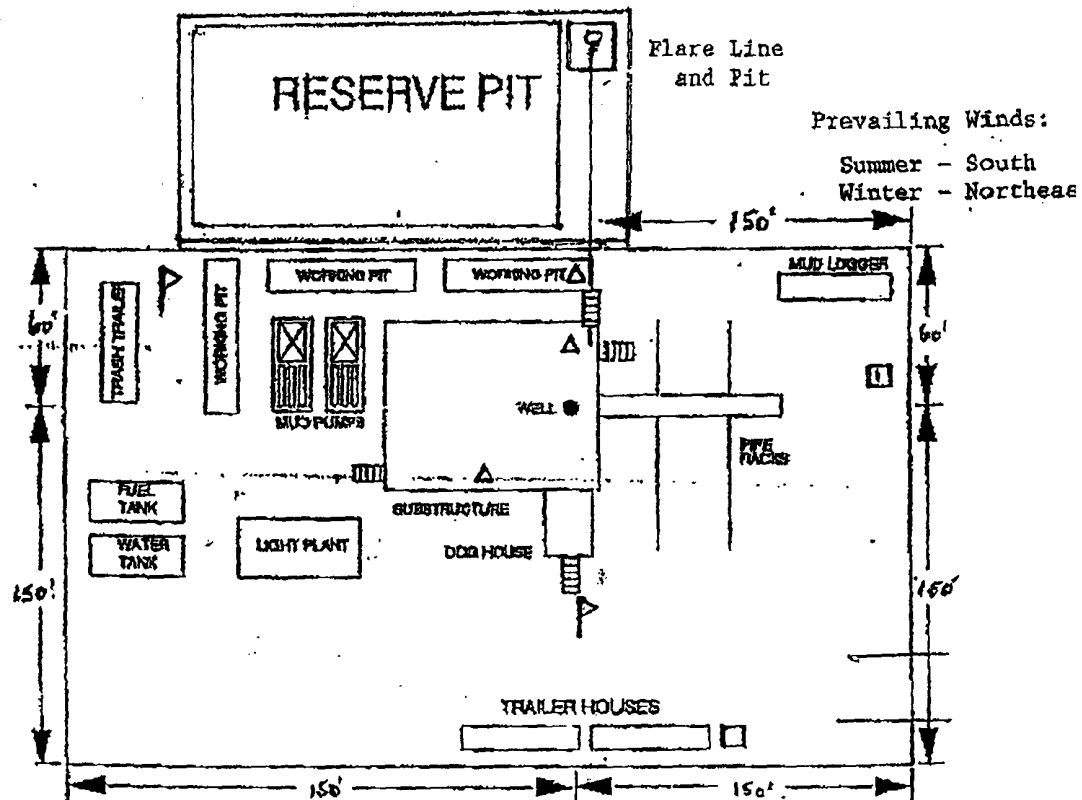 RESERVE PIT
Flare Line
and Pit
Prevailing Winds:
Summer - South
Winter - Northeas
150'
MUD LOGGER
WORKING PIT
WORKING PIT
TRASH TRAILER
WORKING PIT
60'
60'
MUD PUMPS
WELL
PIPE
RACKS
FUEL
TANK
SUBSTRUCTURE
WATER
TANK
LIGHT PLANT
DOG HOUSE
150'
150'
TRAILER HOUSES
150'
150'